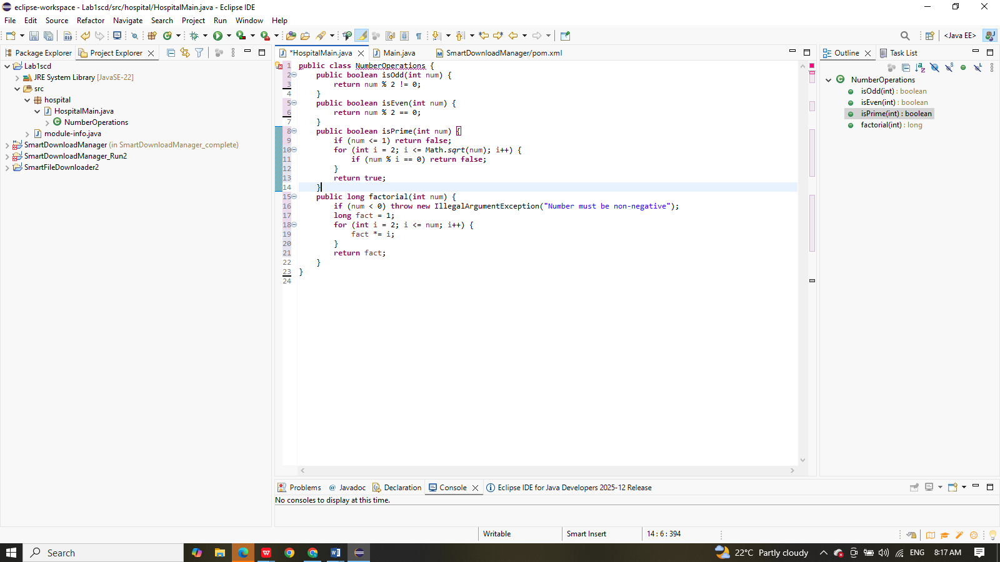 eclipse-workspace - Lab1scd/src/hospital/HospitalMain.java - Eclipse IDE
File Edit Source Refactor Navigate Search Project Run Window Help
<Java EE>
Package Explorer Project Explorer
Lab1scd
JRE System Library [JavaSE-22]
src
hospital
HospitalMain.java
NumberOperations
module-info.java
SmartDownloadManager (in SmartDownloadManager_complete)
SmartDownloadManager_Run2
SmartFileDownloader2
*HospitalMain.java Main.java SmartDownloadManager/pom.xml
1 public class NumberOperations {
2 public boolean isOdd(int num) {
3 return num % 2 != 0;
4 }
5 public boolean isEven(int num) {
6 return num % 2 == 0;
7 }
8 public boolean isPrime(int num) {
9 if (num <= 1) return false;
10 for (int i = 2; i <= Math.sqrt(num); i++) {
11 if (num % i == 0) return false;
12 }
13 return true;
14 }
15 public long factorial(int num) {
16 if (num < 0) throw new IllegalArgumentException("Number must be non-negative");
17 long fact = 1;
18 for (int i = 2; i <= num; i++) {
19 fact *= i;
20 }
21 return fact;
22 }
23 }
24
Outline Task List
NumberOperations
isOdd(int) : boolean
isEven(int) : boolean
isPrime(int) : boolean
factorial(int) : long
Problems @ Javadoc Declaration Console Eclipse IDE for Java Developers 2025-12 Release
No consoles to display at this time.
Writable Smart Insert 14 : 6 : 394
Search 22°C Partly cloudy ENG 8:17 AM